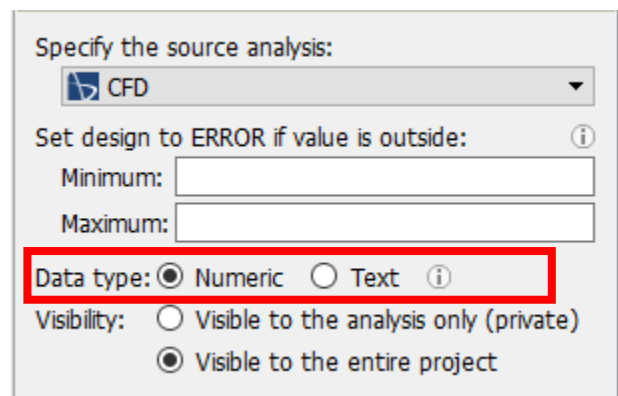 Specify the source analysis:
CFD
Set design to ERROR if value is outside:
Minimum:
Maximum:
Data type: Numeric Text
Visibility: Visible to the analysis only (private)
Visible to the entire project